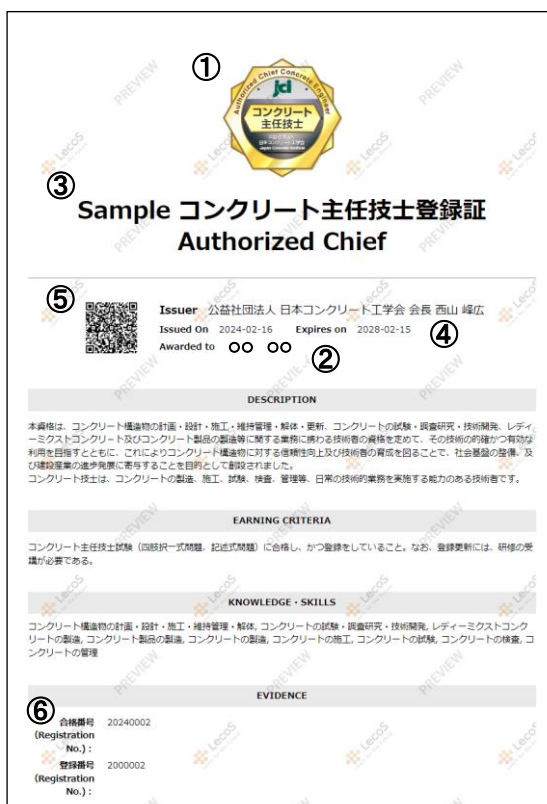 ①
Authorized Chief Concrete Engineer
jci
コンクリート
主任技士
公益社団法人
日本コンクリート工学会
Japan Concrete Institute
③
Sample コンクリート主任技士登録証
Authorized Chief
⑤
Issuer 公益社団法人 日本コンクリート工学会 会長 西山 峰広
Issued On 2024-02-16 Expires on 2028-02-15 ④
Awarded to ○○ ○○ ②
DESCRIPTION
本資格は、コンクリート構造物の計画・設計・施工・維持管理・解体・更新、コンクリートの試験・調査研究・技術開発、レディ
ーミクストコンクリート及びコンクリート製品の製造等に関する業務に携わる技術者の資格を定めて、その技術の的確かつ有効な
利用を目指すとともに、これによりコンクリート構造物に対する信頼性向上及び技術者の育成を図ることで、社会基盤の整備、及
び建設産業の進歩発展に寄与することを目的として創設されました。
コンクリート技士は、コンクリートの製造、施工、試験、検査、管理等、日常の技術的業務を実施する能力のある技術者です。
EARNING CRITERIA
コンクリート主任技士試験（四肢択一式問題、記述式問題）に合格し、かつ登録をしていること。なお、登録更新には、研修の受
講が必要である。
KNOWLEDGE・SKILLS
コンクリート構造物の計画・設計・施工・維持管理・解体, コンクリートの試験・調査研究・技術開発, レディーミクストコンク
リートの製造, コンクリート製品の製造, コンクリートの製造, コンクリートの施工, コンクリートの試験, コンクリートの検査, コ
ンクリートの管理
EVIDENCE
⑥
合格番号 20240002
(Registration
No.) :
登録番号 2000002
(Registration
No.) :
PREVIEW
LecoS